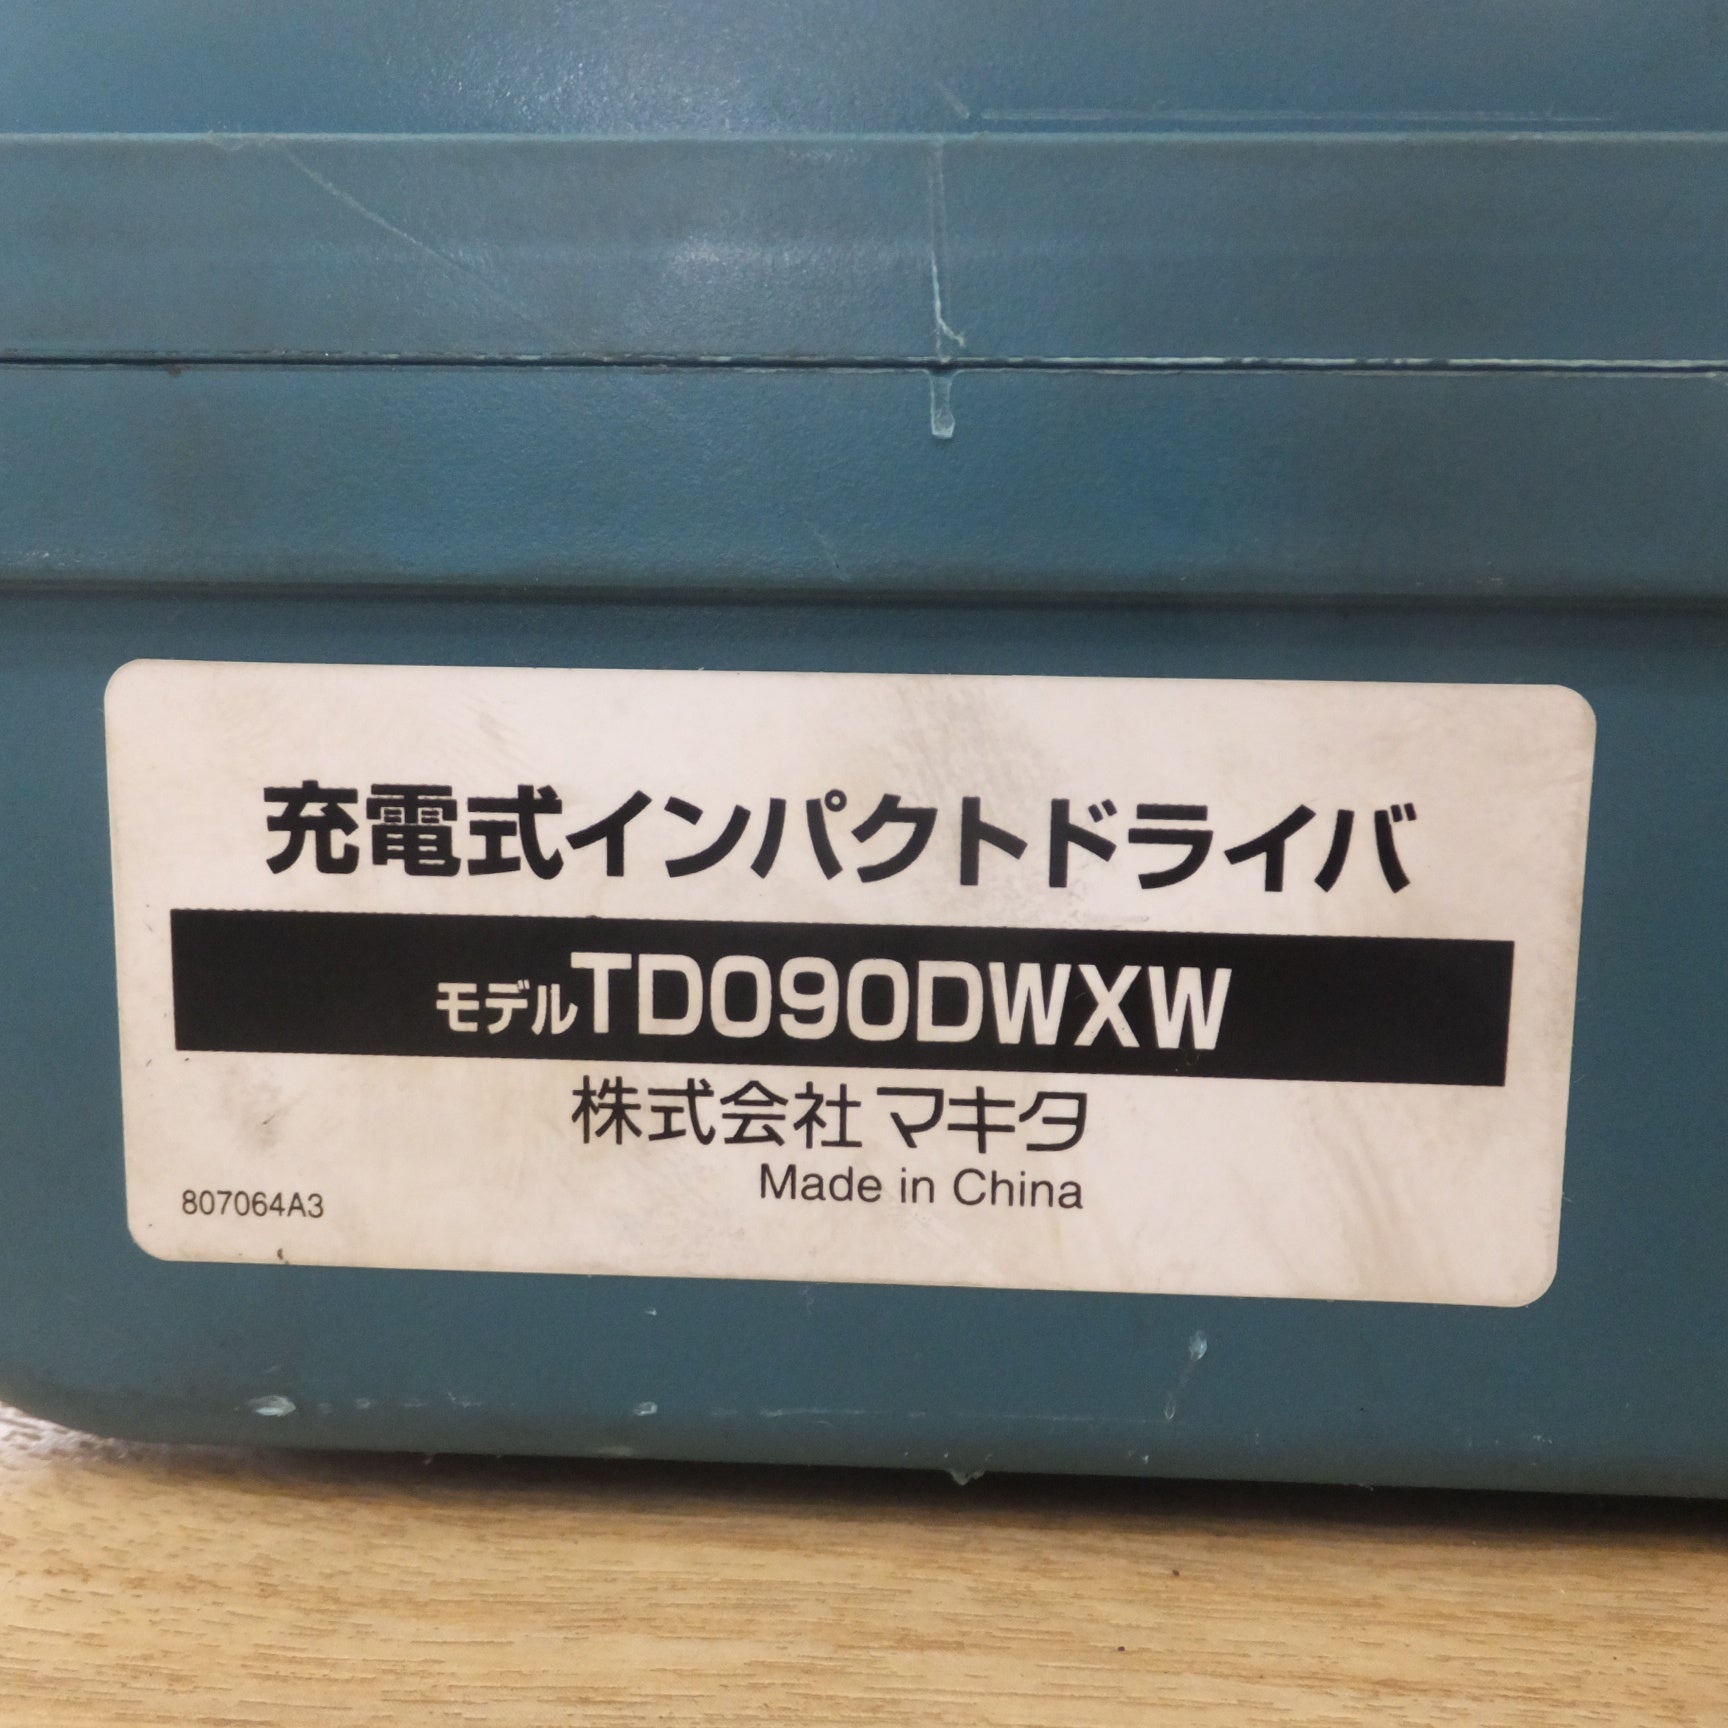 充電式インパクトドライバ
モデルTD090DWXW
株式会社マキタ
Made in China
807064A3